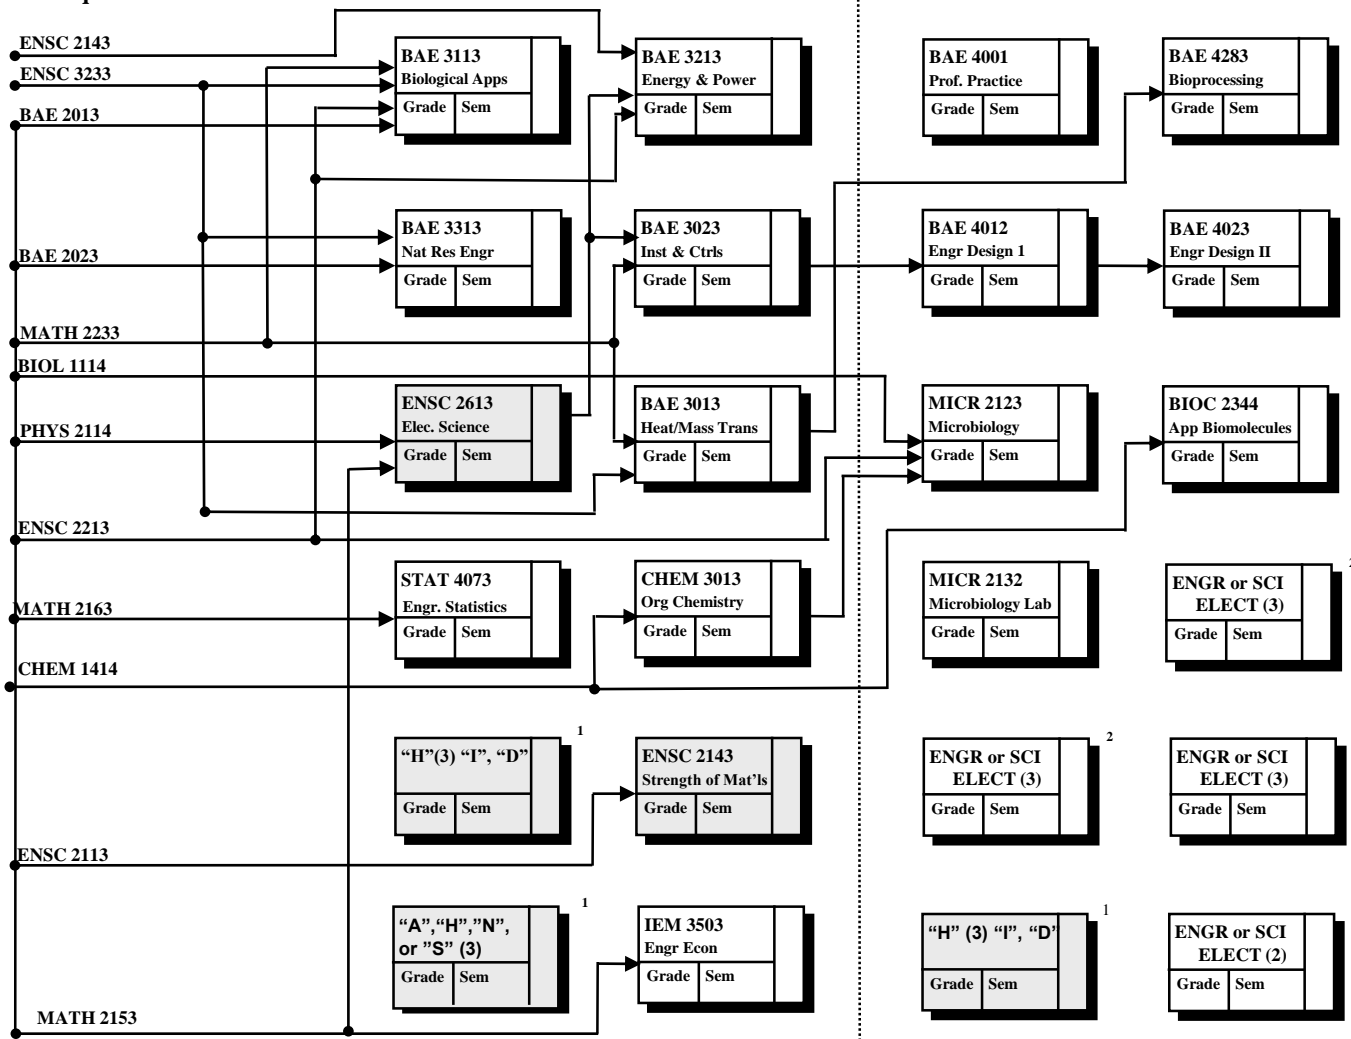 ENSC 2143
ENSC 3233
BAE 2013
BAE 2023
MATH 2233
BIOL 1114
PHYS 2114
ENSC 2213
MATH 2163
CHEM 1414
ENSC 2113
MATH 2153
BAE 3113
Biological Apps
Grade Sem
BAE 3213
Energy & Power
Grade Sem
BAE 4001
Prof. Practice
Grade Sem
BAE 4283
Bioprocessing
Grade Sem
BAE 3313
Nat Res Engr
Grade Sem
BAE 3023
Inst & Ctrls
Grade Sem
BAE 4012
Engr Design 1
Grade Sem
BAE 4023
Engr Design II
Grade Sem
ENSC 2613
Elec. Science
Grade Sem
BAE 3013
Heat/Mass Trans
Grade Sem
MICR 2123
Microbiology
Grade Sem
BIOC 2344
App Biomolecules
Grade Sem
STAT 4073
Engr. Statistics
Grade Sem
CHEM 3013
Org Chemistry
Grade Sem
MICR 2132
Microbiology Lab
Grade Sem
ENGR or SCI
ELECT (3)
Grade Sem
2
“H”(3) “I”, “D”
Grade Sem
1
ENSC 2143
Strength of Mat’ls
Grade Sem
ENGR or SCI
ELECT (3)
Grade Sem
2
ENGR or SCI
ELECT (3)
Grade Sem
“A”,“H”,”N”,
or ”S” (3)
Grade Sem
1
IEM 3503
Engr Econ
Grade Sem
“H” (3) “I”, “D”
Grade Sem
1
ENGR or SCI
ELECT (2)
Grade Sem